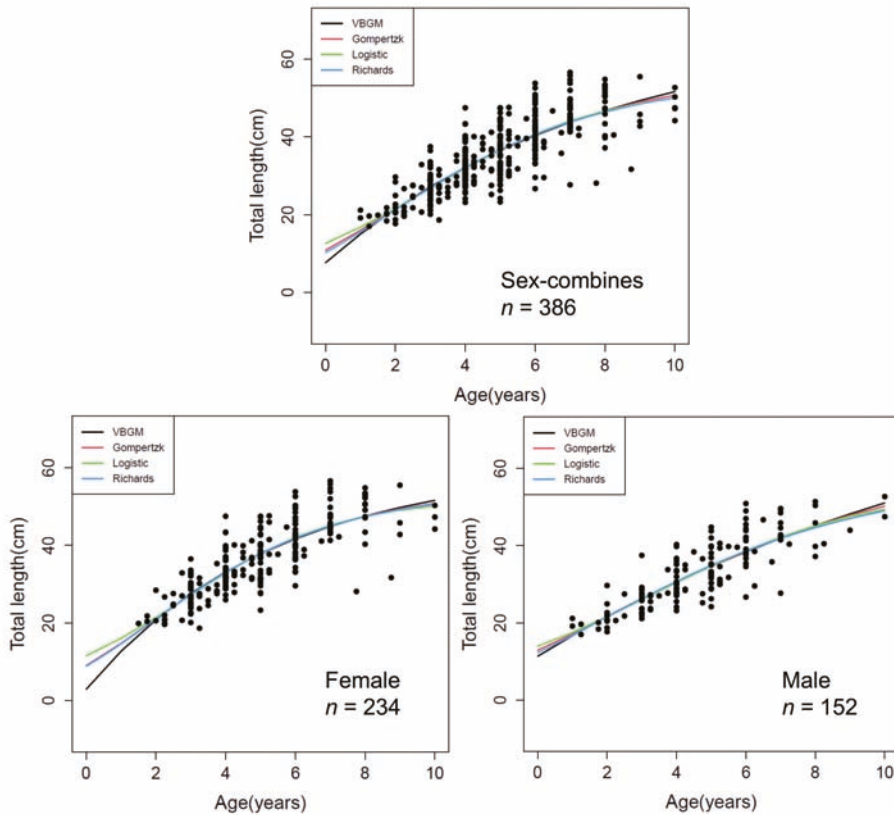 VBGM
Gompertzk
Logistic
Richards
60
40
20
0
Total length(cm)
Sex-combines
n = 386
0 2 4 6 8 10
Age(years)
VBGM
Gompertzk
Logistic
Richards
60
40
20
0
Total length(cm)
Female
n = 234
0 2 4 6 8 10
Age(years)
VBGM
Gompertzk
Logistic
Richards
60
40
20
0
Total length(cm)
Male
n = 152
0 2 4 6 8 10
Age(years)